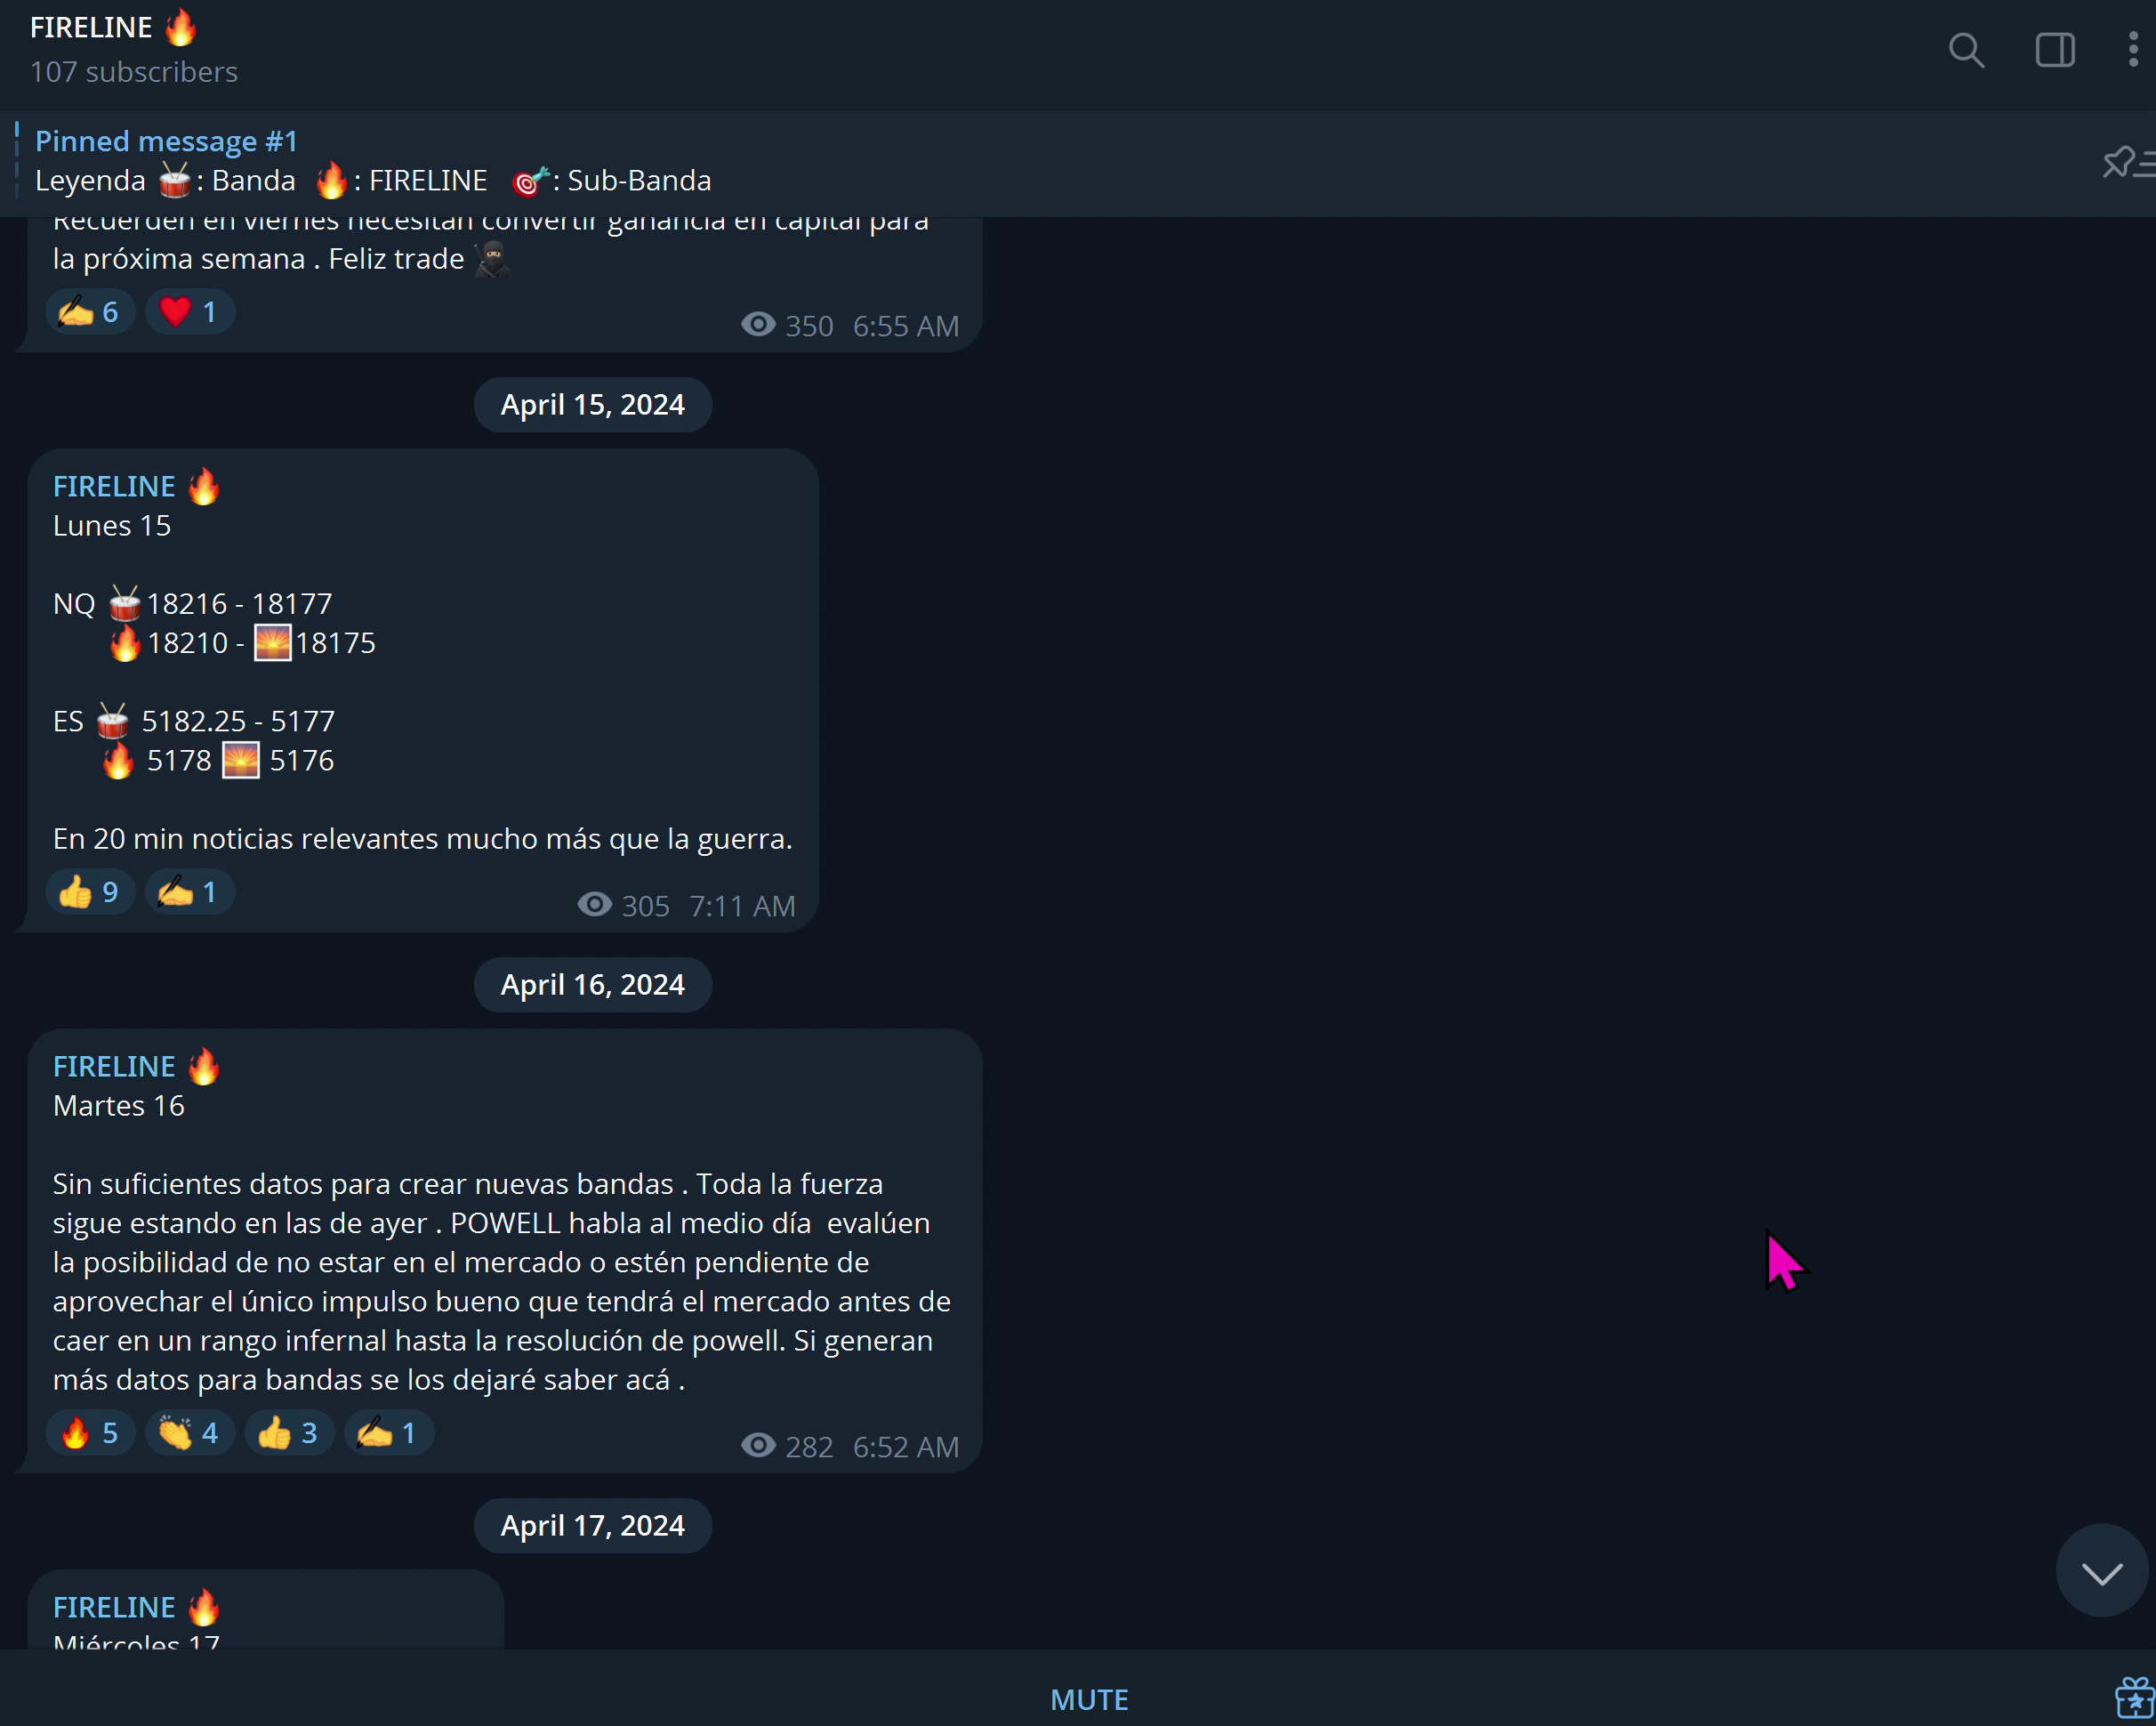 FIRELINE 🔥
107 subscribers
Pinned message #1
Leyenda 🥁: Banda 🔥: FIRELINE 🎯: Sub-Banda
Recuerden en viernes necesitan convertir ganancia en capital para
la próxima semana . Feliz trade 🥷
✍️ 6 ❤️ 1 350 6:55 AM
April 15, 2024
FIRELINE 🔥
Lunes 15
NQ 🥁18216 - 18177
🔥18210 - 🌅18175
ES 🥁 5182.25 - 5177
🔥 5178 🌅 5176
En 20 min noticias relevantes mucho más que la guerra.
👍 9 ✍️ 1 305 7:11 AM
April 16, 2024
FIRELINE 🔥
Martes 16
Sin suficientes datos para crear nuevas bandas . Toda la fuerza
sigue estando en las de ayer . POWELL habla al medio día  evalúen
la posibilidad de no estar en el mercado o estén pendiente de
aprovechar el único impulso bueno que tendrá el mercado antes de
caer en un rango infernal hasta la resolución de powell. Si generan
más datos para bandas se los dejaré saber acá .
🔥 5 👏 4 👍 3 ✍️ 1 282 6:52 AM
April 17, 2024
FIRELINE 🔥
Miércoles 17
MUTE